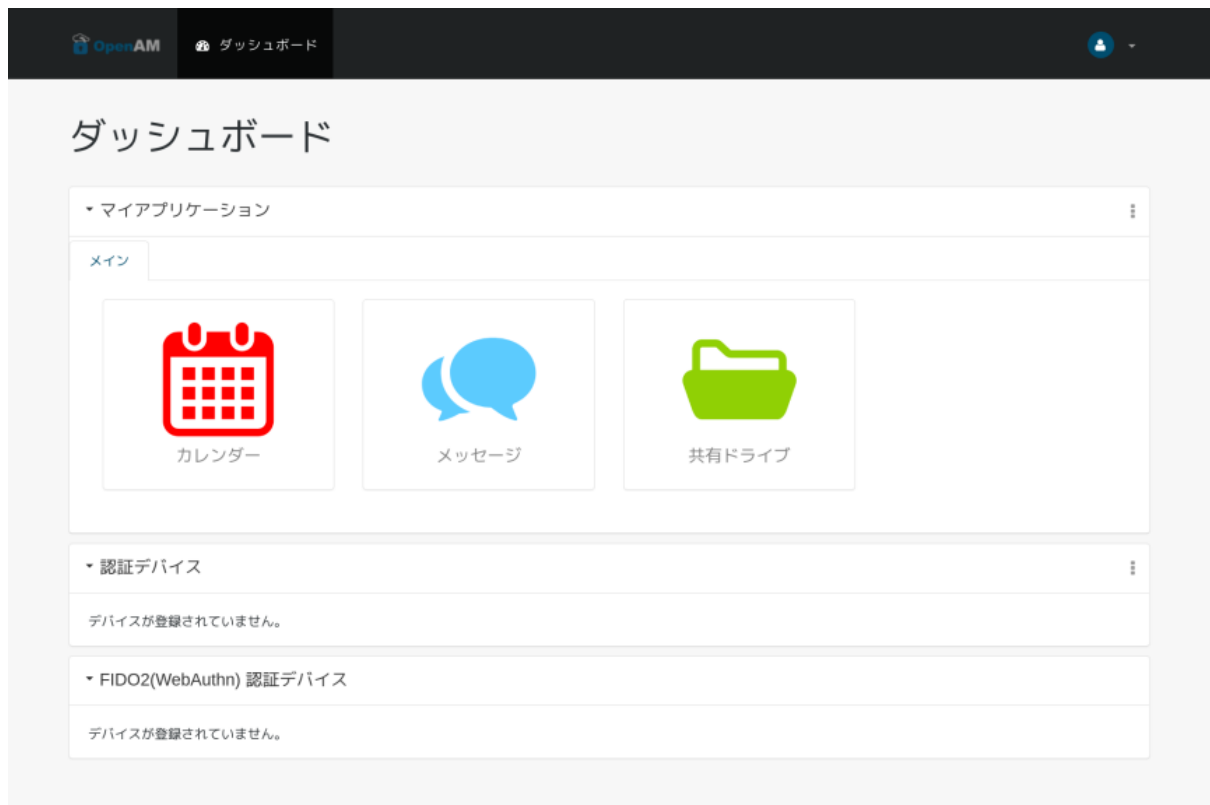 OpenAM ダッシュボード
ダッシュボード
マイアプリケーション
メイン
カレンダー メッセージ 共有ドライブ
認証デバイス
デバイスが登録されていません。
FIDO2(WebAuthn) 認証デバイス
デバイスが登録されていません。